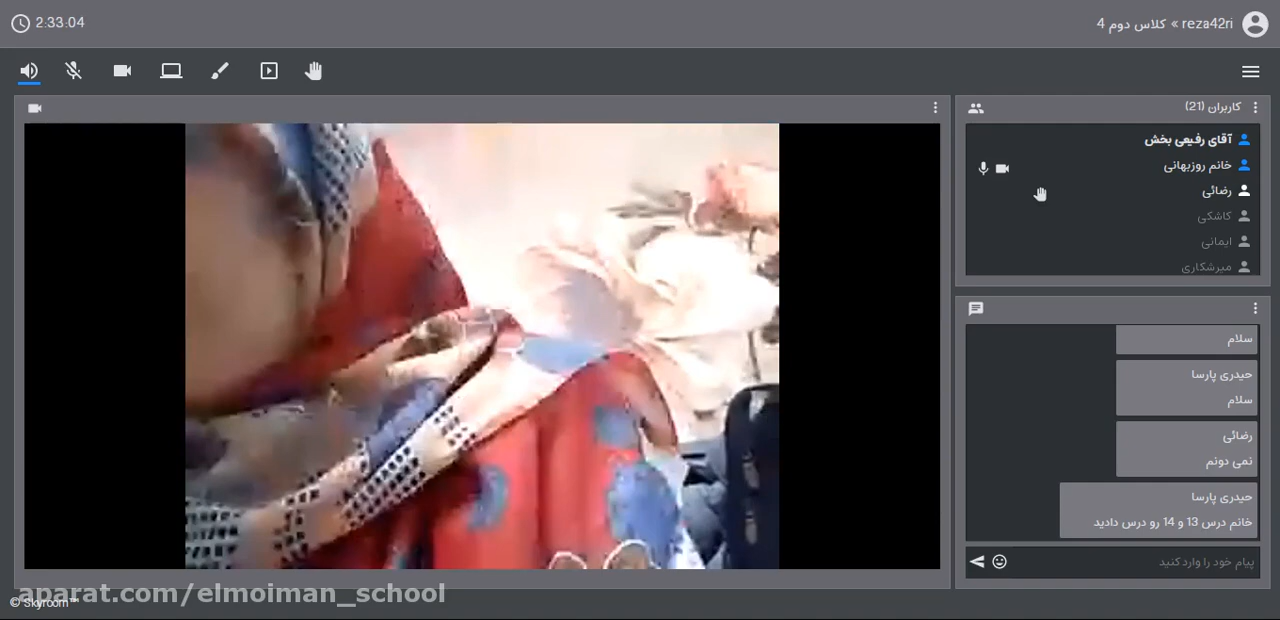 2:33:04
reza42ri » کلاس دوم 4
کاربران (21)
آقای رفیعی بخش
خانم روزبهانی
رضائی
کاشکی
ایمانی
میرشکاری
سلام
حیدری پارسا
سلام
رضائی
نمی دونم
حیدری پارسا
خانم درس 13 و 14 رو درس دادید
پیام خود را وارد کنید
aparat.com/elmoiman_school
© Skyroom™